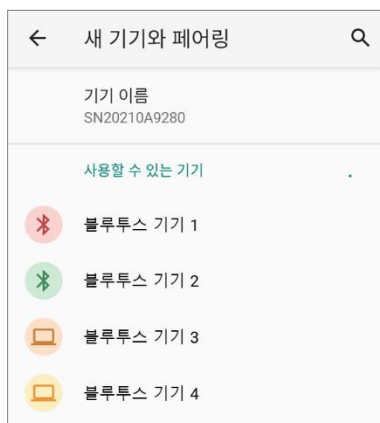 새 기기와 페어링
기기 이름
SN20210A9280
사용할 수 있는 기기
블루투스 기기 1
블루투스 기기 2
블루투스 기기 3
블루투스 기기 4